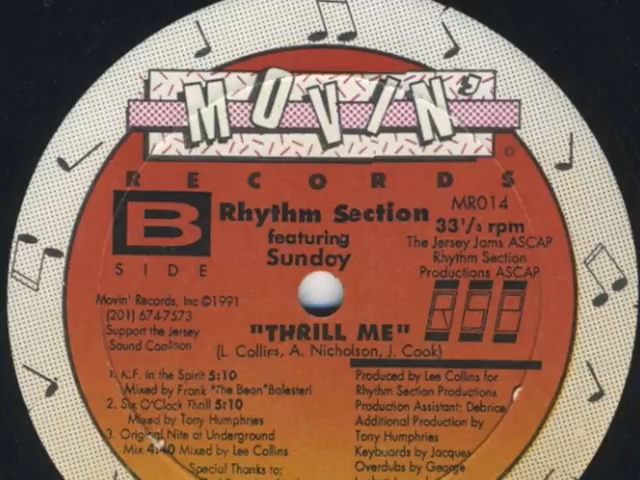 MOVIN'
RECORDS
B
SIDE
Rhythm Section
featuring
Sunday
MR014
33 1/3 rpm
The Jersey Jams ASCAP
Rhythm Section
Productions ASCAP
RSP
Movin' Records, Inc ©1991
(201) 674-7573
Support the Jersey
Sound Coalition
"THRILL ME"
(L. Collins, A. Nicholson, J. Cook)
1. K.F. in the Spirit 5:10
Mixed by Frank "The Bean" Balesteri
2. Six O'Clock Thrill 5:10
Mixed by Tony Humphries
3. Original Nite at Underground
Mix 4:40 Mixed by Lee Collins
Special Thanks to:
Produced by Lee Collins for
Rhythm Section Productions
Production Assistant: Debrice
Additional Production by
Tony Humphries
Keyboards by Jacques
Overdubs by George